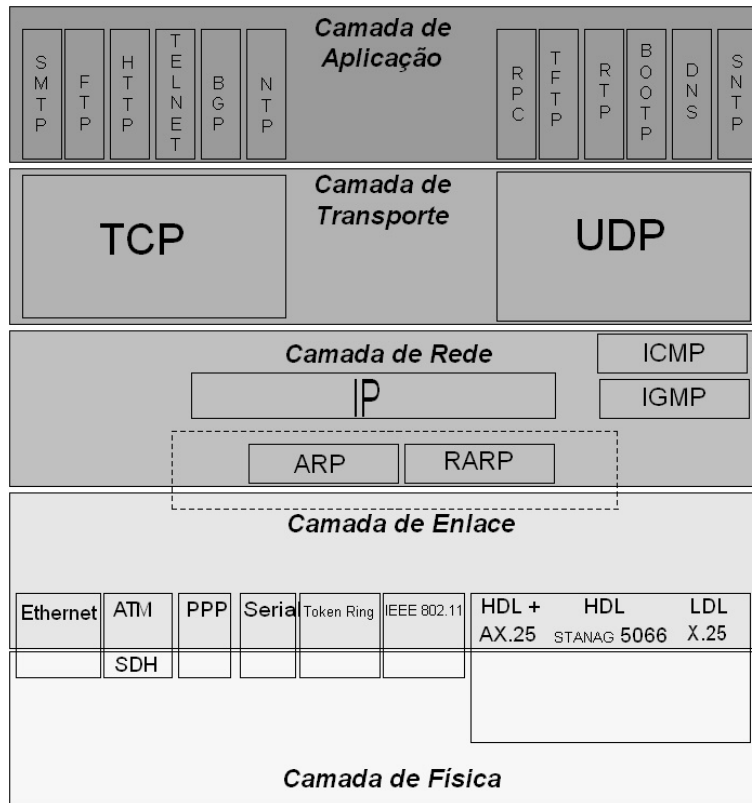 Camada de
Aplicação
SMTP
FTP
HTTP
TELNET
BGP
NTP
RPC
TFTP
RTP
BOOTP
DNS
SNTP
Camada de
Transporte
TCP
UDP
Camada de Rede
ICMP
IP
IGMP
ARP
RARP
Camada de Enlace
Ethernet
ATM
PPP
Serial
Token Ring
IEEE 802.11
HDL + HDL LDL
AX.25 STANAG 5066 X.25
SDH
Camada de Física